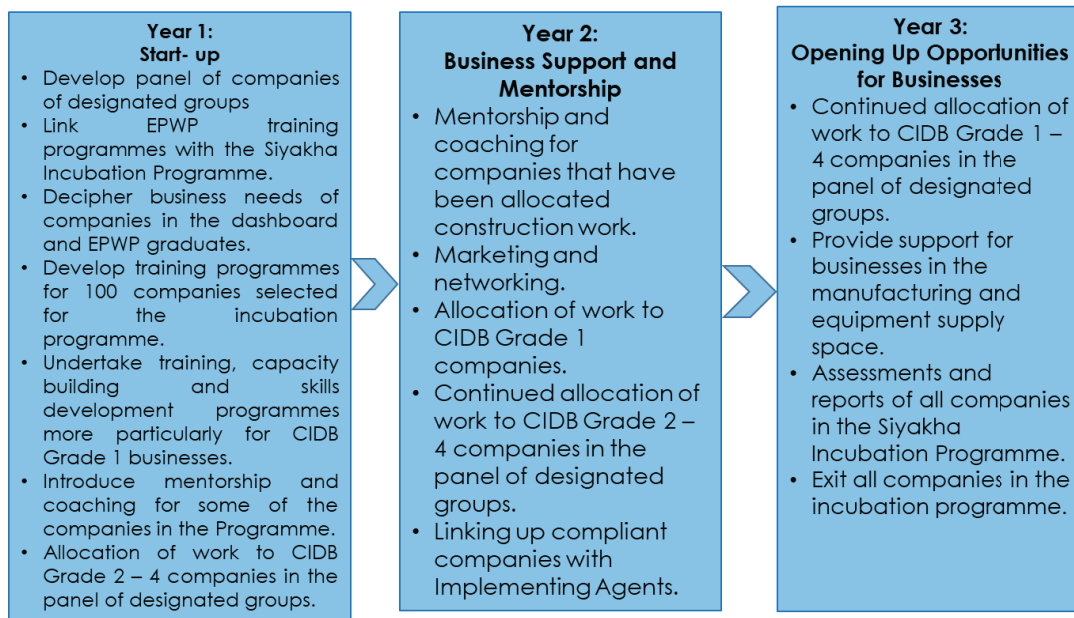 Year 1:
Start- up
• Develop panel of companies
of designated groups
• Link EPWP training
programmes with the Siyakha
Incubation Programme.
• Decipher business needs of
companies in the dashboard
and EPWP graduates.
• Develop training programmes
for 100 companies selected
for the incubation
programme.
• Undertake training, capacity
building and skills
development programmes
more particularly for CIDB
Grade 1 businesses.
• Introduce mentorship and
coaching for some of the
companies in the Programme.
• Allocation of work to CIDB
Grade 2 – 4 companies in the
panel of designated groups.
Year 2:
Business Support and
Mentorship
• Mentorship and
coaching for
companies that have
been allocated
construction work.
• Marketing and
networking.
• Allocation of work to
CIDB Grade 1
companies.
• Continued allocation of
work to CIDB Grade 2 –
4 companies in the
panel of designated
groups.
• Linking up compliant
companies with
Implementing Agents.
Year 3:
Opening Up Opportunities
for Businesses
• Continued allocation of
work to CIDB Grade 1 –
4 companies in the
panel of designated
groups.
• Provide support for
businesses in the
manufacturing and
equipment supply
space.
• Assessments and
reports of all companies
in the Siyakha
Incubation Programme.
• Exit all companies in the
incubation programme.